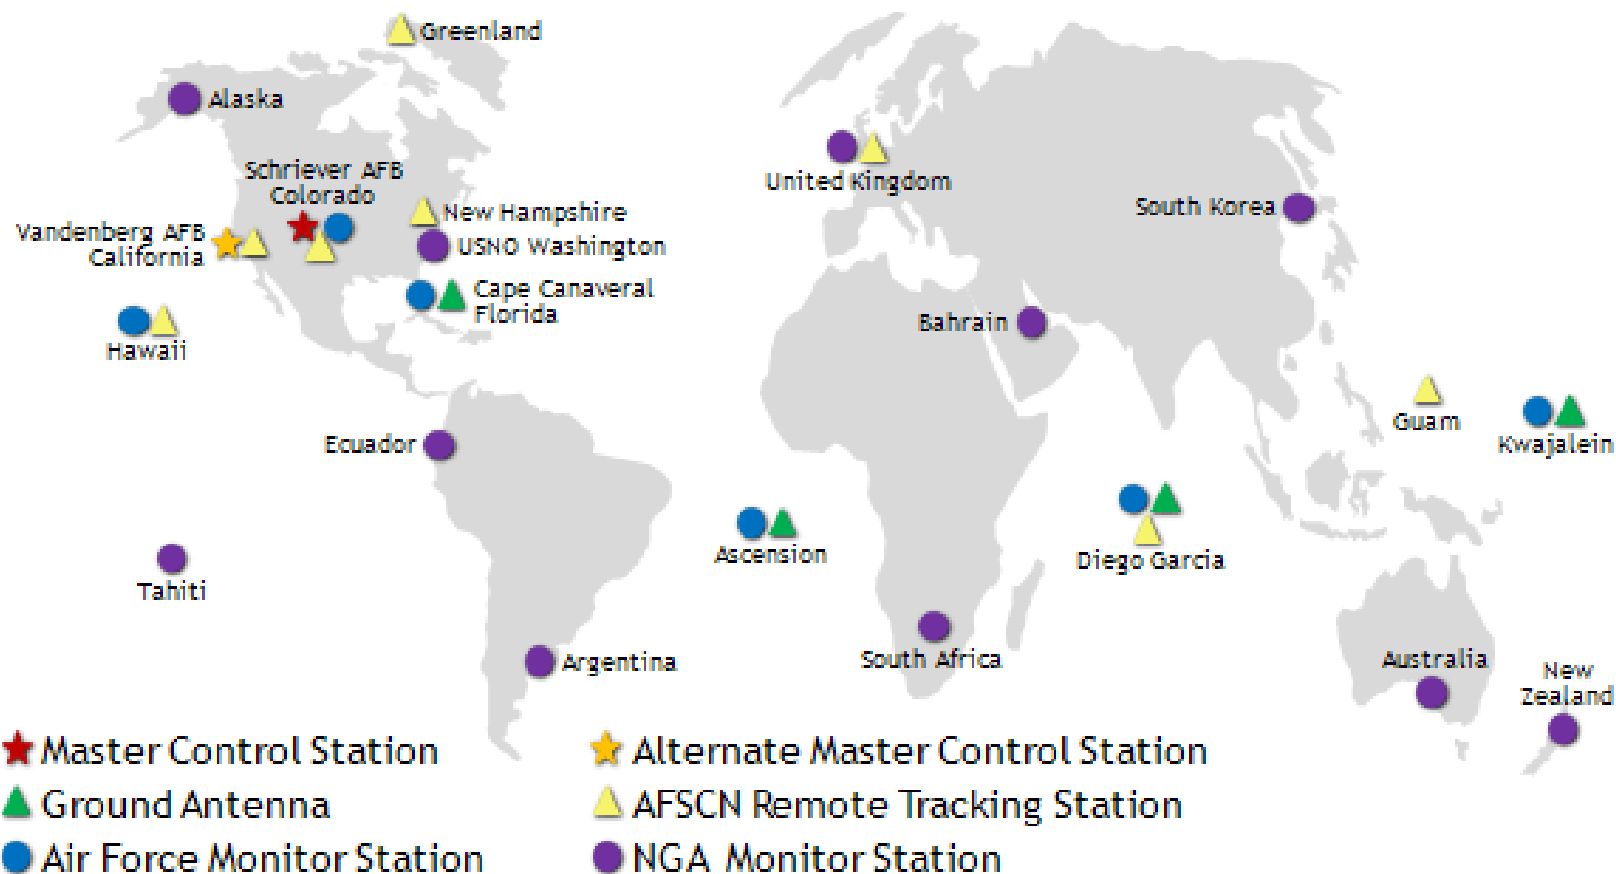 Greenland
Alaska
Schriever AFB
Colorado
New Hampshire
Vandenberg AFB
California
USNO Washington
Cape Canaveral
Florida
Hawaii
United Kingdom
South Korea
Bahrain
Guam
Kwajalein
Ecuador
Ascension
Diego Garcia
Tahiti
Argentina
South Africa
Australia
New
Zealand
Master Control Station
Alternate Master Control Station
Ground Antenna
AFSCN Remote Tracking Station
Air Force Monitor Station
NGA Monitor Station